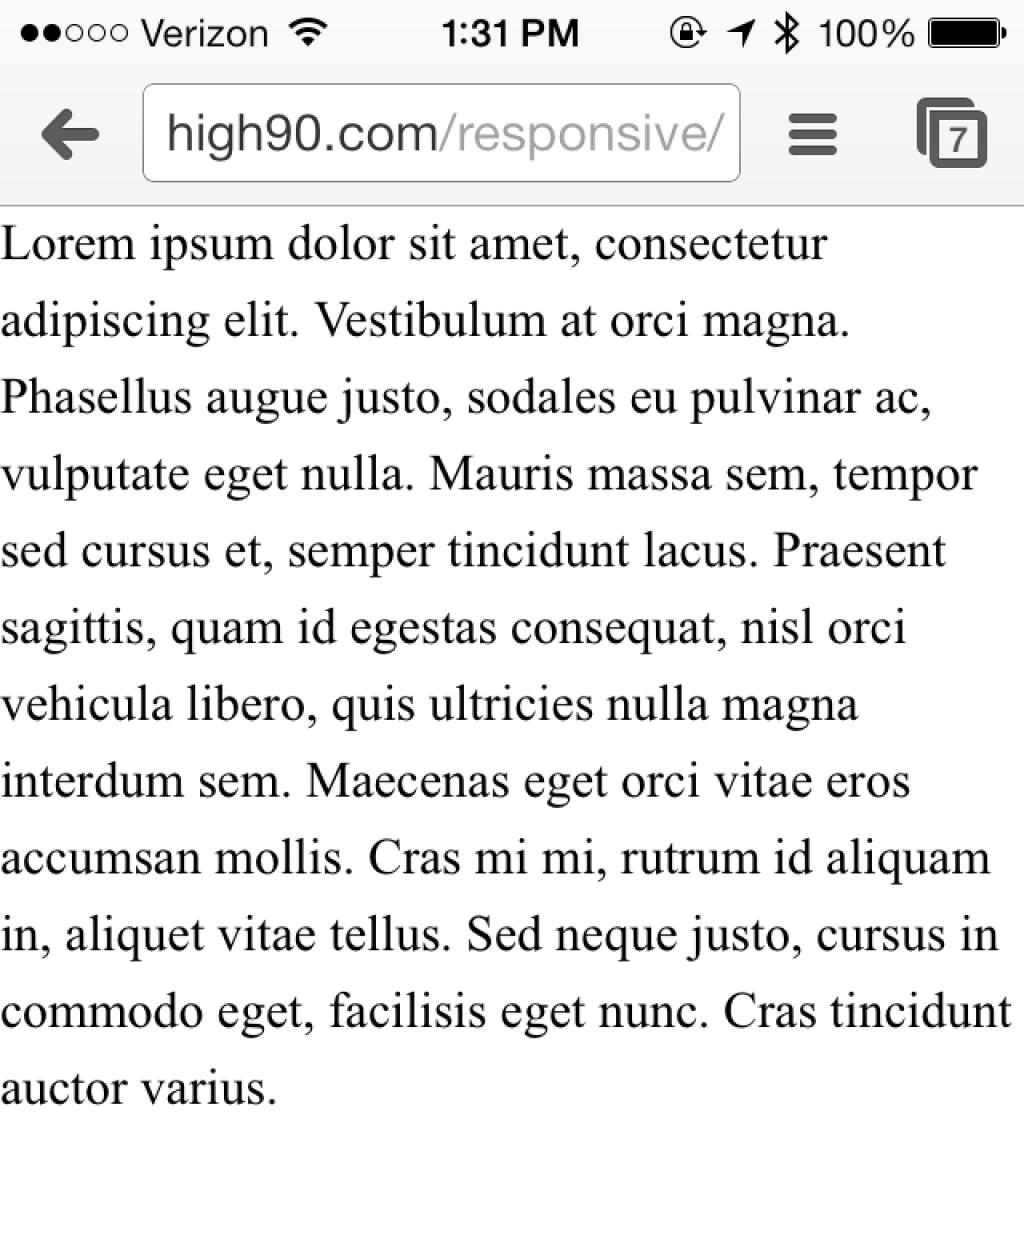 Verizon 1:31 PM 100%
high90.com/responsive/ 7
Lorem ipsum dolor sit amet, consectetur
adipiscing elit. Vestibulum at orci magna.
Phasellus augue justo, sodales eu pulvinar ac,
vulputate eget nulla. Mauris massa sem, tempor
sed cursus et, semper tincidunt lacus. Praesent
sagittis, quam id egestas consequat, nisl orci
vehicula libero, quis ultricies nulla magna
interdum sem. Maecenas eget orci vitae eros
accumsan mollis. Cras mi mi, rutrum id aliquam
in, aliquet vitae tellus. Sed neque justo, cursus in
commodo eget, facilisis eget nunc. Cras tincidunt
auctor varius.